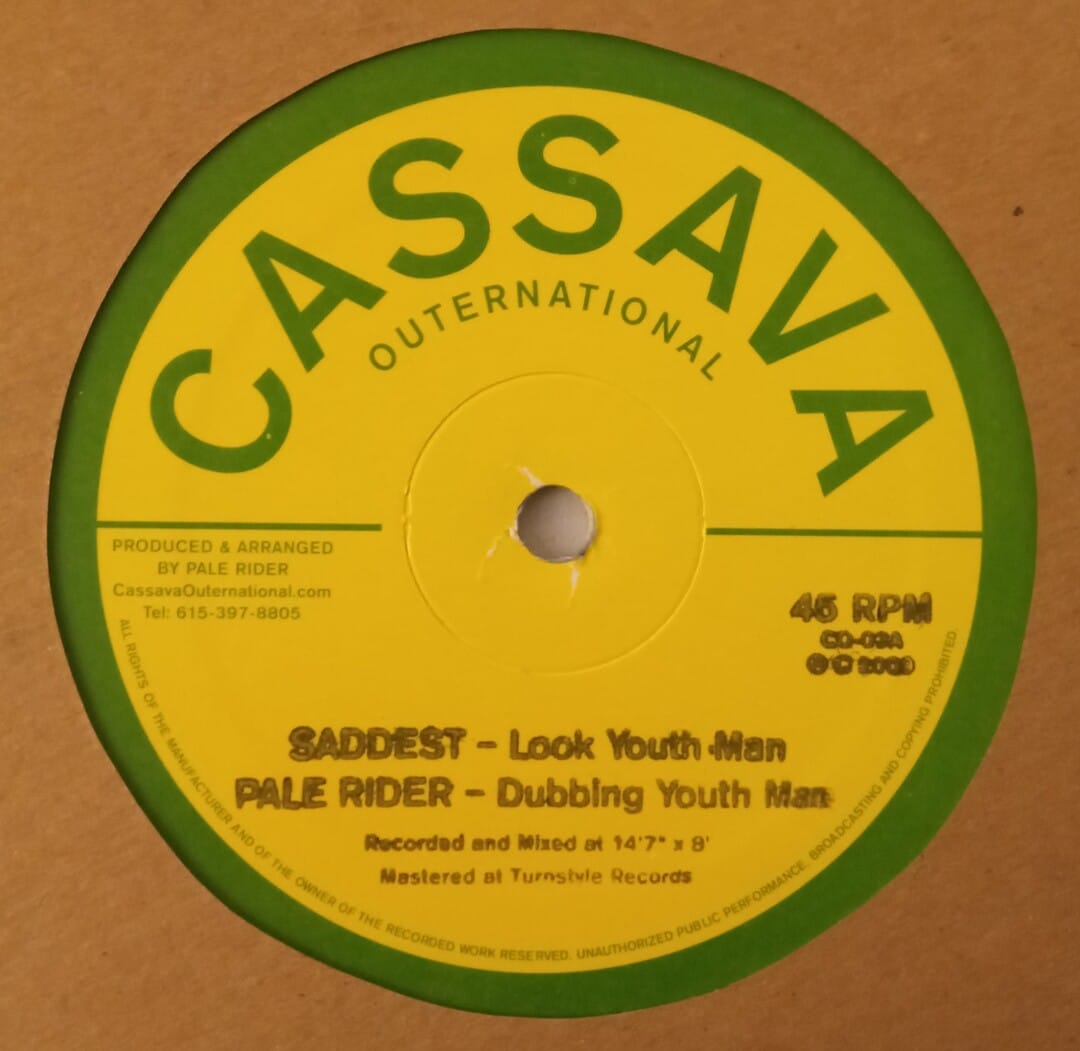 CASSAVA
OUTERNATIONAL
PRODUCED & ARRANGED
BY PALE RIDER
CassavaOuternational.com
Tel: 615-397-8805
45 RPM
SADDEST - Look Youth Man
PALE RIDER - Dubbing Youth Man
Recorded and Mixed at 14'7" x 8'
Mastered at Turnstyle Records
ALL RIGHTS OF THE MANUFACTURER AND OF THE OWNER OF THE RECORDED WORK RESERVED. UNAUTHORIZED PUBLIC PERFORMANCE. BROADCASTING AND COPYING PROHIBITED.